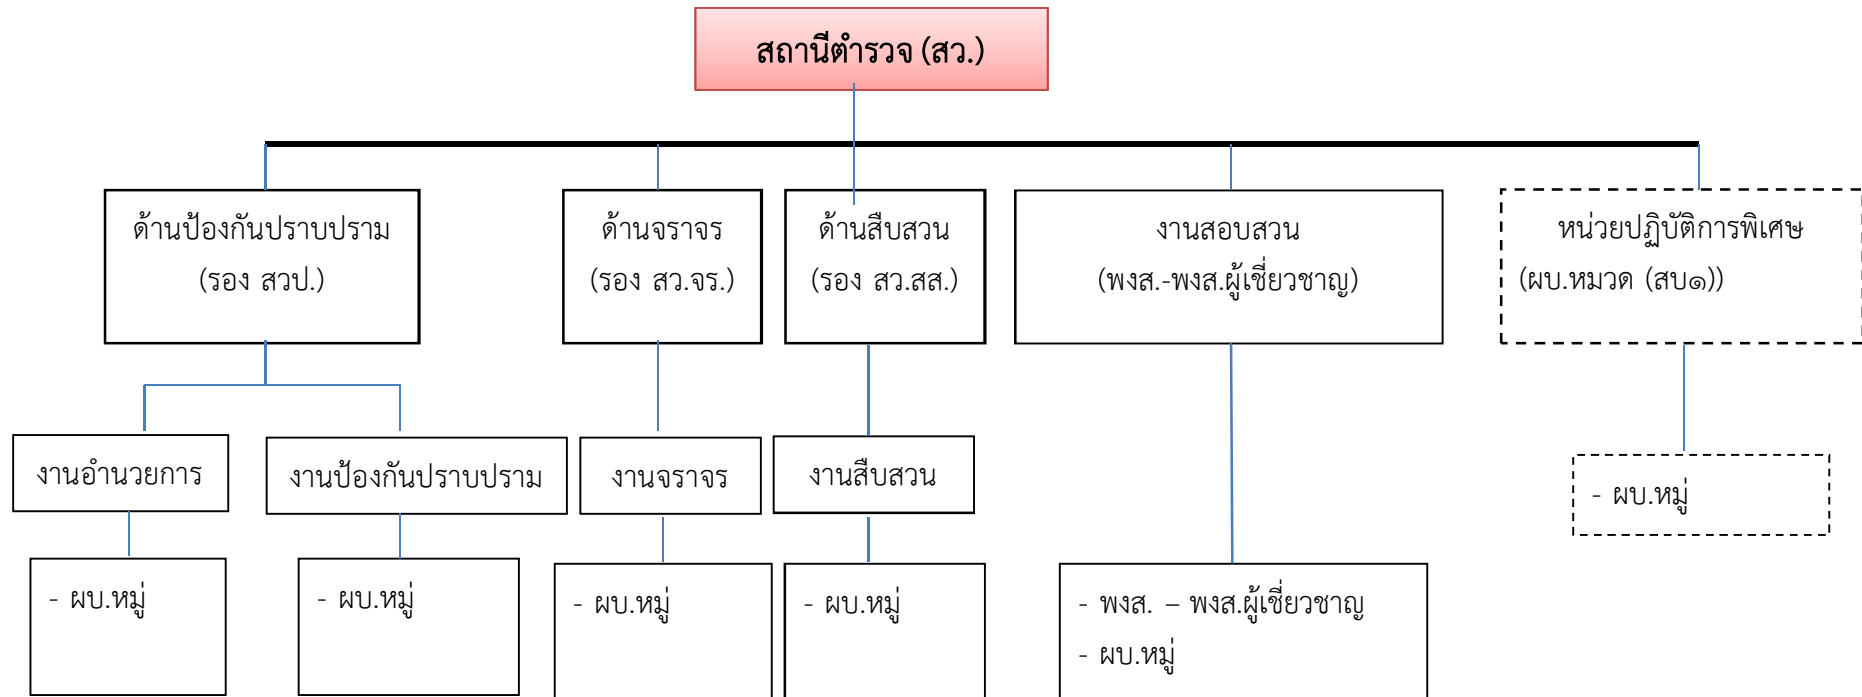 สถานีตำรวจ (สว.)
ด้านป้องกันปราบปราม
(รอง สวป.)
ด้านจราจร
(รอง สว.จร.)
ด้านสืบสวน
(รอง สว.สส.)
งานสอบสวน
(พงส.-พงส.ผู้เชี่ยวชาญ)
หน่วยปฏิบัติการพิเศษ
(ผบ.หมวด (สบ๑))
งานอำนวยการ
งานป้องกันปราบปราม
งานจราจร
งานสืบสวน
- ผบ.หมู่
- ผบ.หมู่
- ผบ.หมู่
- ผบ.หมู่
- ผบ.หมู่
- พงส. – พงส.ผู้เชี่ยวชาญ
- ผบ.หมู่